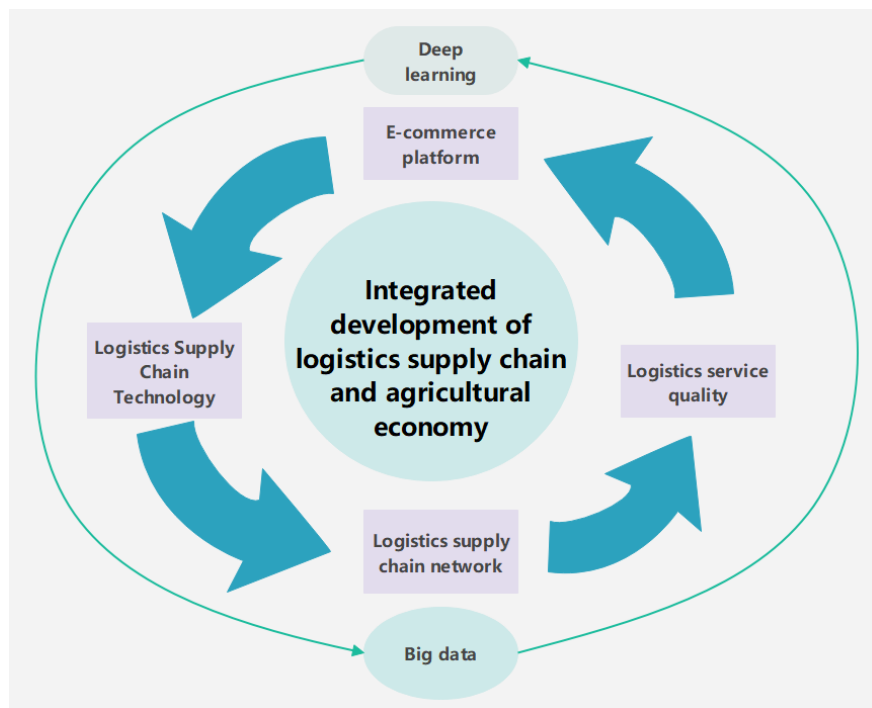 Deep
learning
E-commerce
platform
Integrated
development of
logistics supply chain
and agricultural
economy
Logistics Supply
Chain
Technology
Logistics service
quality
Logistics supply
chain network
Big data